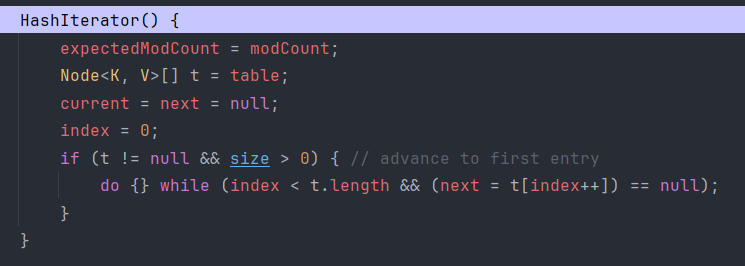 HashIterator() {
expectedModCount = modCount;
Node<K, V>[] t = table;
current = next = null;
index = 0;
if (t != null && size > 0) { // advance to first entry
do {} while (index < t.length && (next = t[index++]) == null);
}
}